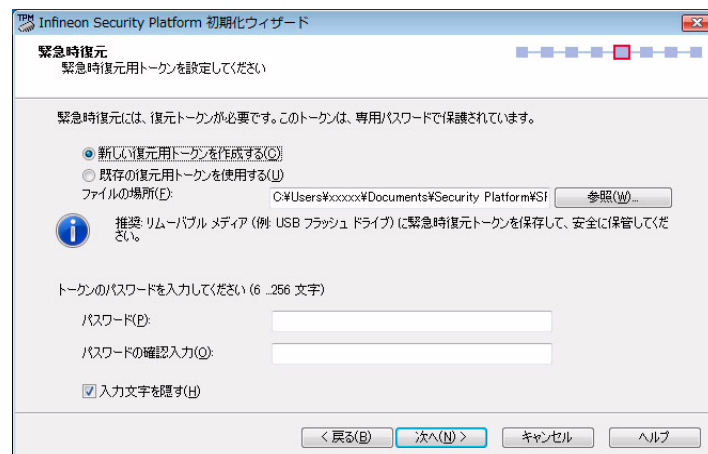 TPM
Infineon Security Platform 初期化ウィザード
緊急時復元
緊急時復元用トークンを設定してください
緊急時復元には、復元トークンが必要です。このトークンは、専用パスワードで保護されています。
新しい復元用トークンを作成する(C)
既存の復元用トークンを使用する(U)
ファイルの場所(F): C:¥Users¥xxxxx¥Documents¥Security Platform¥SF 参照(W)...
推奨: リムーバブル メディア (例: USB フラッシュ ドライブ) に緊急時復元トークンを保存して、安全に保管してくだ
さい。
トークンのパスワードを入力してください (6 ..256 文字)
パスワード(P):
パスワードの確認入力(O):
入力文字を隠す(H)
< 戻る(B) 次へ(N) > キャンセル ヘルプ